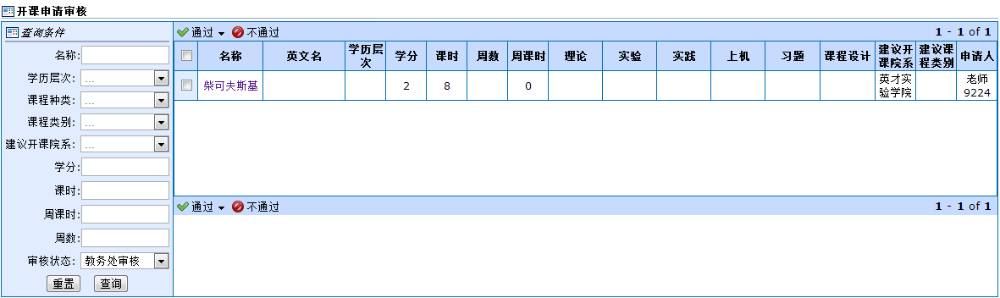 开课申请审核
查询条件
名称:
学历层次: ...
课程种类: ...
课程类别: ...
建议开课院系: ...
学分:
课时:
周课时:
周数:
审核状态: 教务处审核
重置 查询
通过 不通过 1 - 1 of 1
名称 英文名 学历层次 学分 课时 周数 周课时 理论 实验 实践 上机 习题 课程设计 建议开课院系 建议课程类别 申请人
柴可夫斯基 2 8 0 英才实验学院 老师9224
通过 不通过 1 - 1 of 1